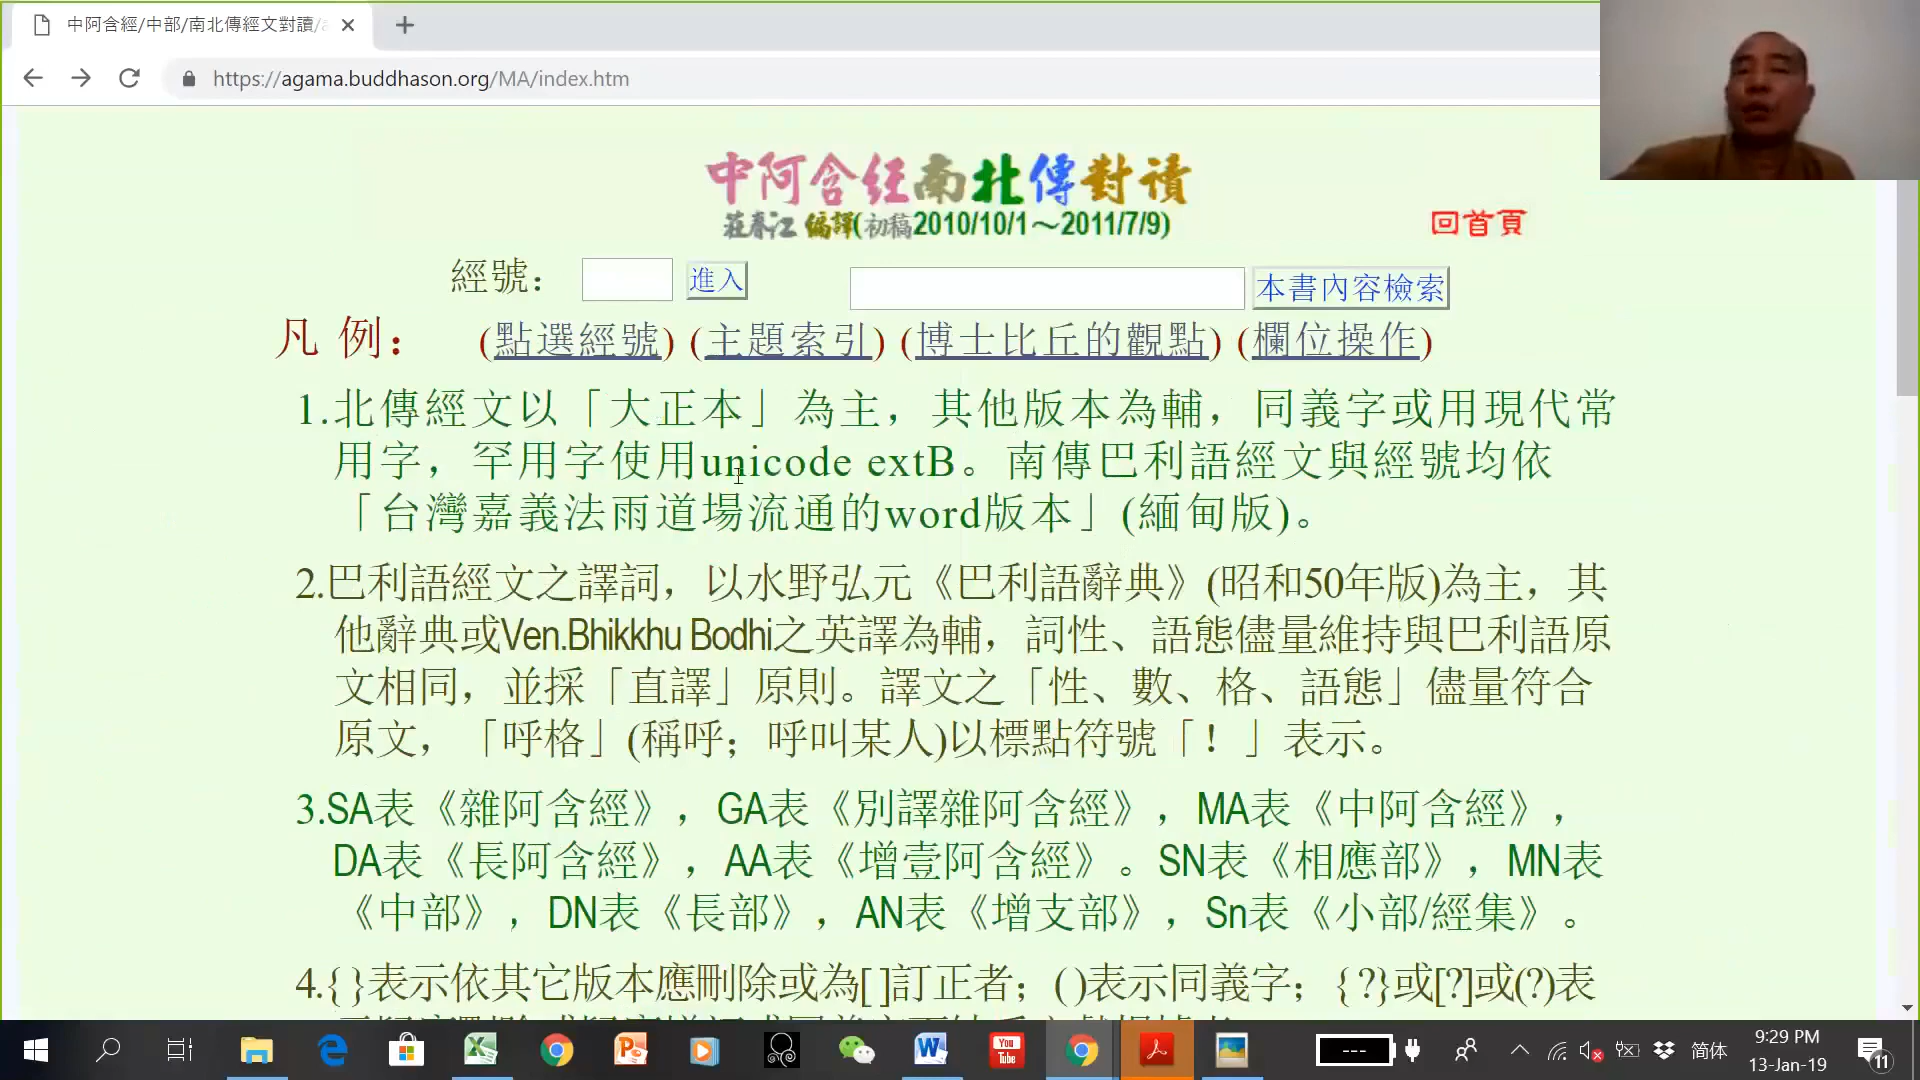 中阿含經/中部/南北傳經文對讀/
https://agama.buddhason.org/MA/index.htm
中阿含經南北傳對讀
莊春江 編譯(初稿2010/10/1～2011/7/9)
回首頁
經號： 進入 本書內容檢索
凡 例： (點選經號) (主題索引) (博士比丘的觀點) (欄位操作)
1.北傳經文以「大正本」為主，其他版本為輔，同義字或用現代常
用字，罕用字使用unicode extB。南傳巴利語經文與經號均依
「台灣嘉義法雨道場流通的word版本」(緬甸版)。
2.巴利語經文之譯詞，以水野弘元《巴利語辭典》(昭和50年版)為主，其
他辭典或Ven.Bhikkhu Bodhi之英譯為輔，詞性、語態儘量維持與巴利語原
文相同，並採「直譯」原則。譯文之「性、數、格、語態」儘量符合
原文，「呼格」(稱呼；呼叫某人)以標點符號「！」表示。
3.SA表《雜阿含經》，GA表《別譯雜阿含經》，MA表《中阿含經》，
DA表《長阿含經》，AA表《增壹阿含經》。SN表《相應部》，MN表
《中部》，DN表《長部》，AN表《增支部》，Sn表《小部/經集》。
4.{ }表示依其它版本應刪除或為[ ]訂正者；( )表示同義字；{?}或[?]或(?)表
You
Tube
---
简体
9:29 PM
13-Jan-19
11